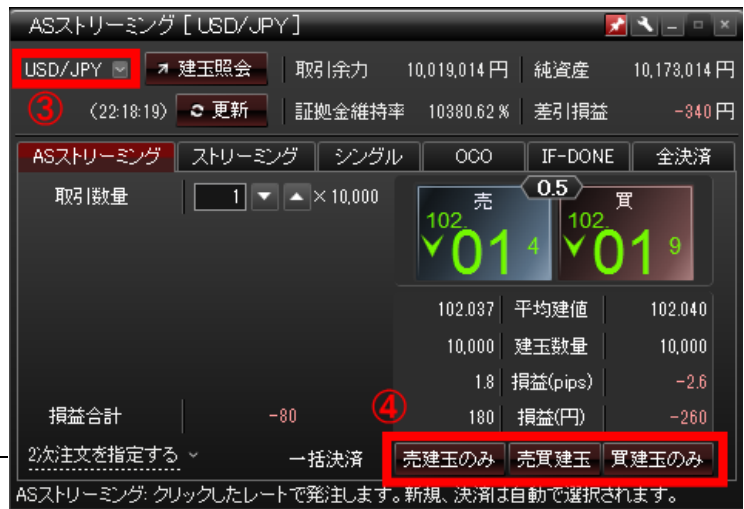 ASストリーミング [ USD/JPY ]
USD/JPY 建玉照会 取引余力 10,019,014円 純資産 10,173,014円
③ (22:18:19) 更新 証拠金維持率 10380.62% 差引損益 -340円
ASストリーミング ストリーミング シングル OCO IF-DONE 全決済
取引数量 1 × 10,000 売 0.5 買
102.014 102.019
102.037 平均建値 102.040
10,000 建玉数量 10,000
1.8 損益(pips) -2.6
損益合計 -80 ④ 180 損益(円) -260
2次注文を指定する 一括決済 売建玉のみ 売買建玉 買建玉のみ
ASストリーミング: クリックしたレートで発注します。新規、決済は自動で選択されます。